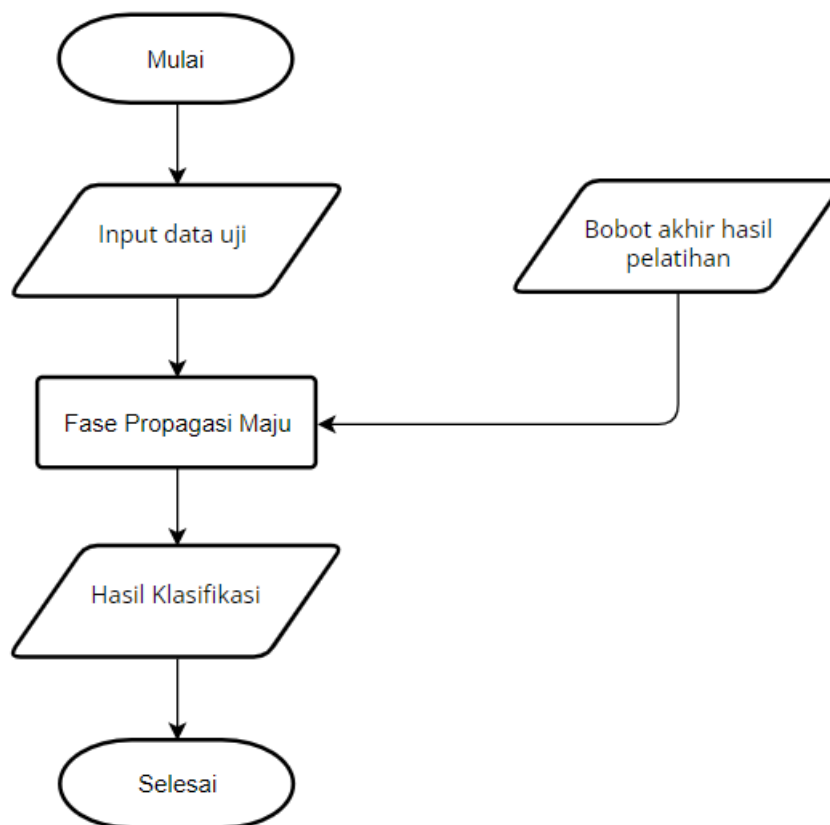 Mulai
Input data uji
Bobot akhir hasil
pelatihan
Fase Propagasi Maju
Hasil Klasifikasi
Selesai